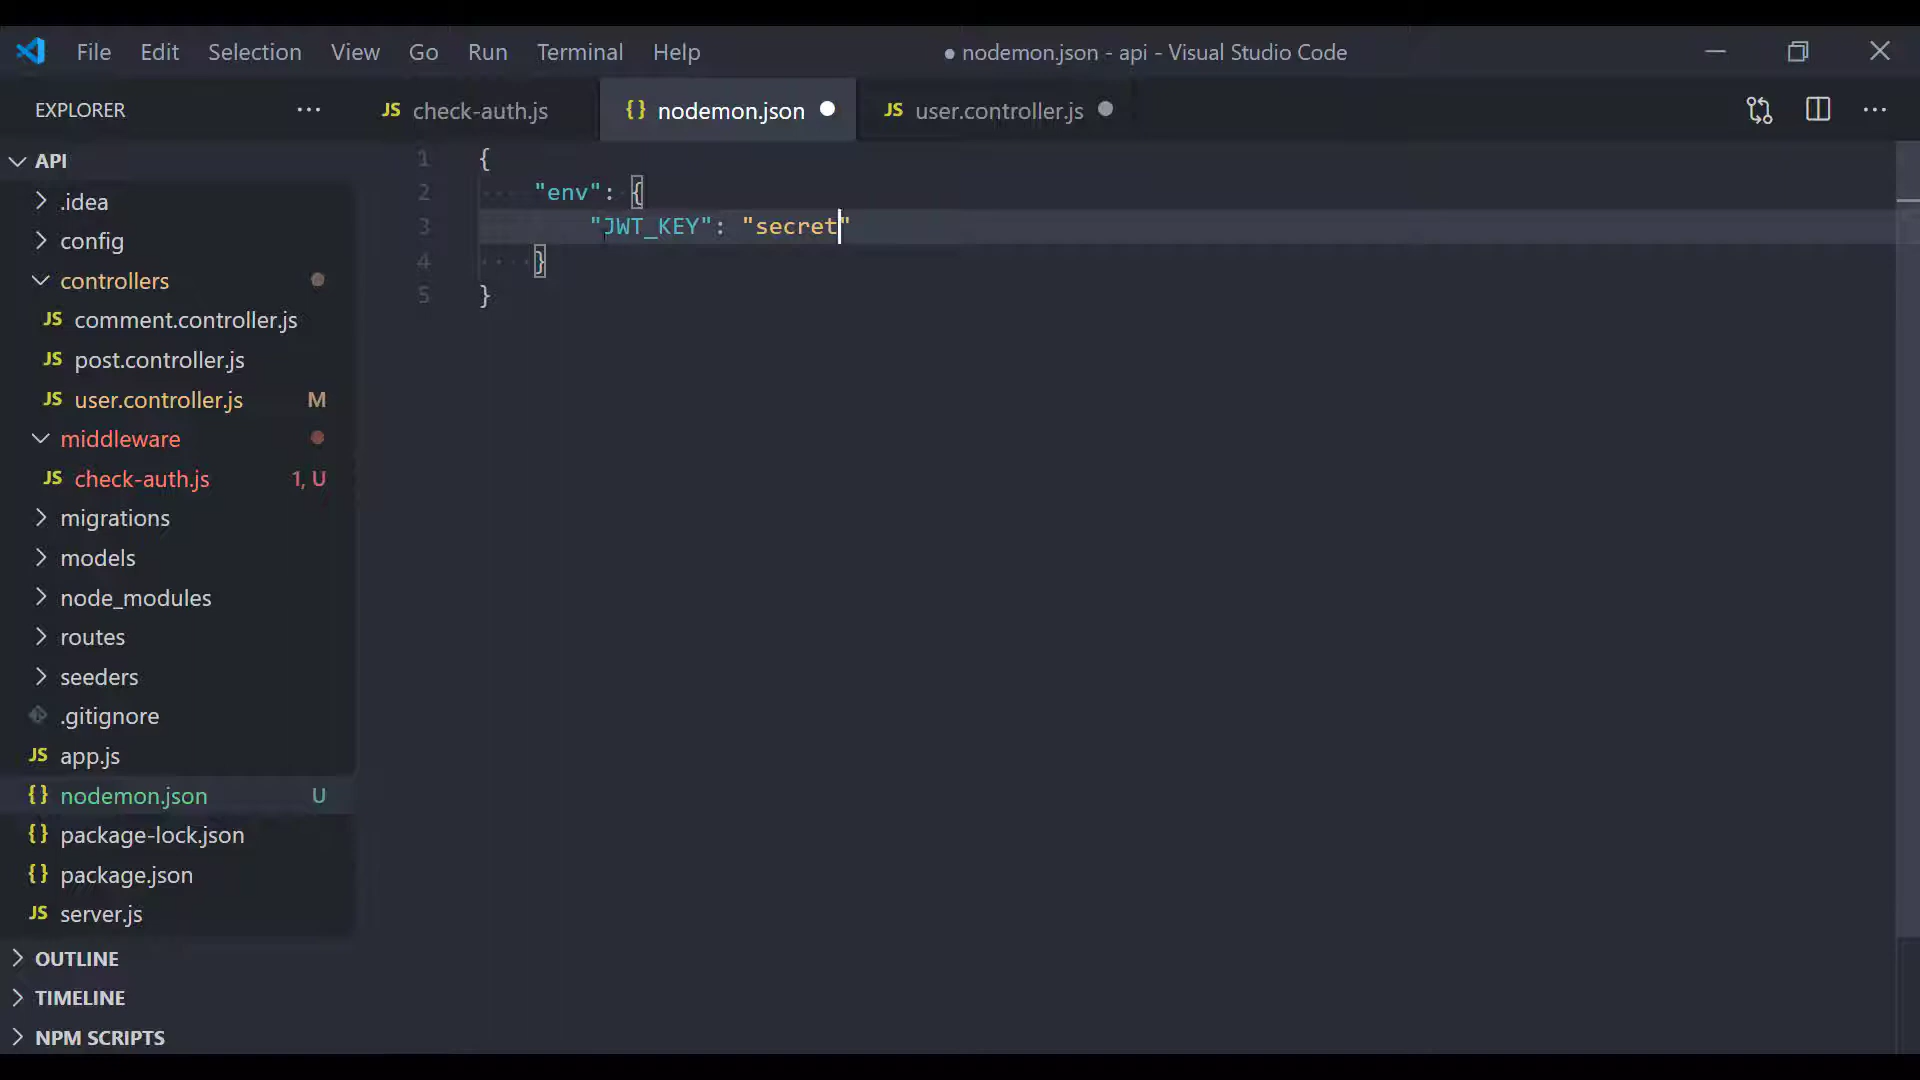 File Edit Selection View Go Run Terminal Help ● nodemon.json - api - Visual Studio Code
EXPLORER ··· JS check-auth.js {} nodemon.json JS user.controller.js ···
API
.idea
config
controllers
JS comment.controller.js
JS post.controller.js
JS user.controller.js M
middleware
JS check-auth.js 1, U
migrations
models
node_modules
routes
seeders
.gitignore
JS app.js
{} nodemon.json U
{} package-lock.json
{} package.json
JS server.js
OUTLINE
TIMELINE
NPM SCRIPTS
1 {
2 "env": {
3 "JWT_KEY": "secret"
4 }
5 }